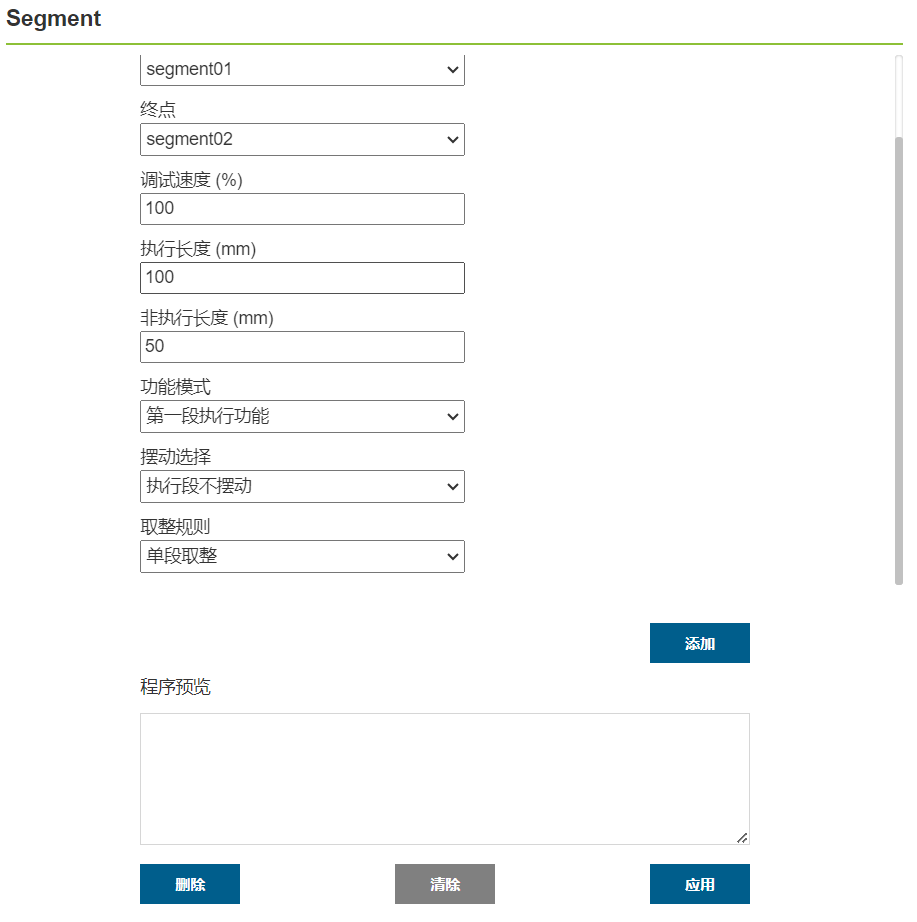 Segment
segment01
终点
segment02
调试速度 (%)
100
执行长度 (mm)
100
非执行长度 (mm)
50
功能模式
第一段执行功能
摆动选择
执行段不摆动
取整规则
单段取整
添加
程序预览
删除
清除
应用